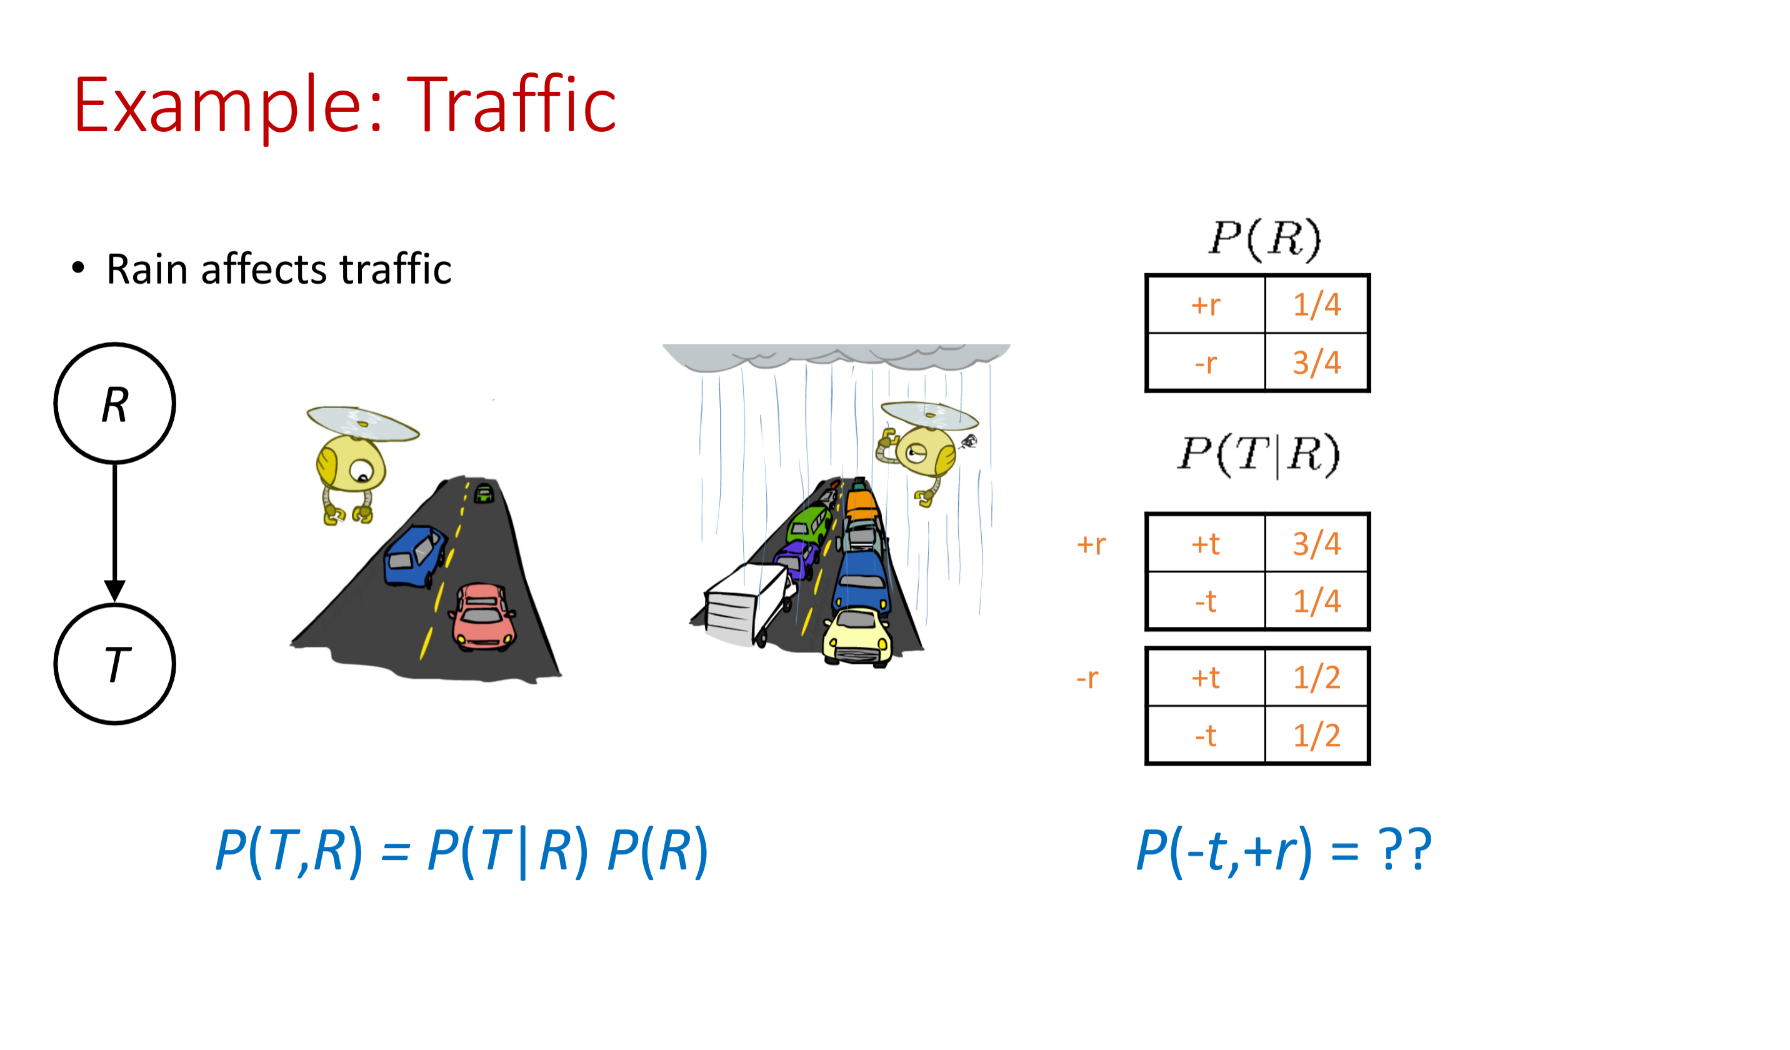 Example: Traffic
• Rain affects traffic
R
T
P(R)
+r 1/4
-r 3/4
P(T|R)
+r +t 3/4
-t 1/4
-r +t 1/2
-t 1/2
P(T,R) = P(T|R) P(R)
P(-t,+r) = ??